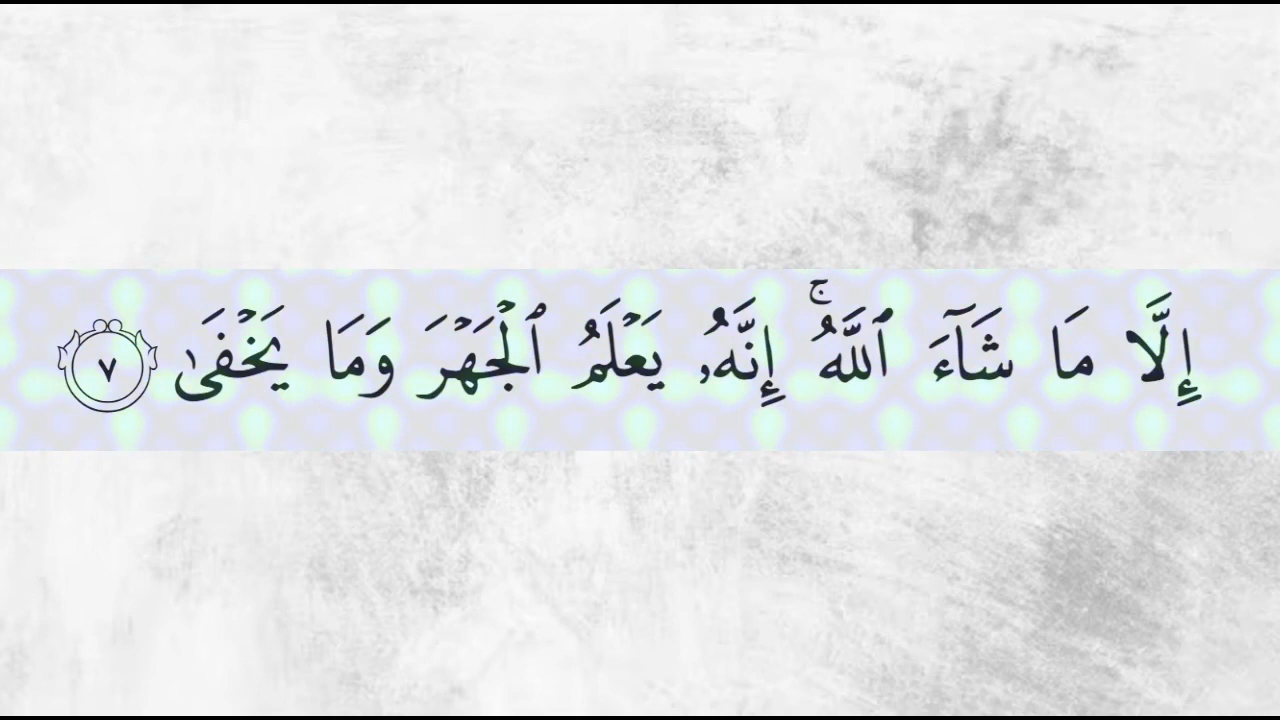 إِلَّا مَا شَآءَ ٱللَّهُۚ إِنَّهُۥ يَعۡلَمُ ٱلۡجَهۡرَ وَمَا يَخۡفَىٰ ٧